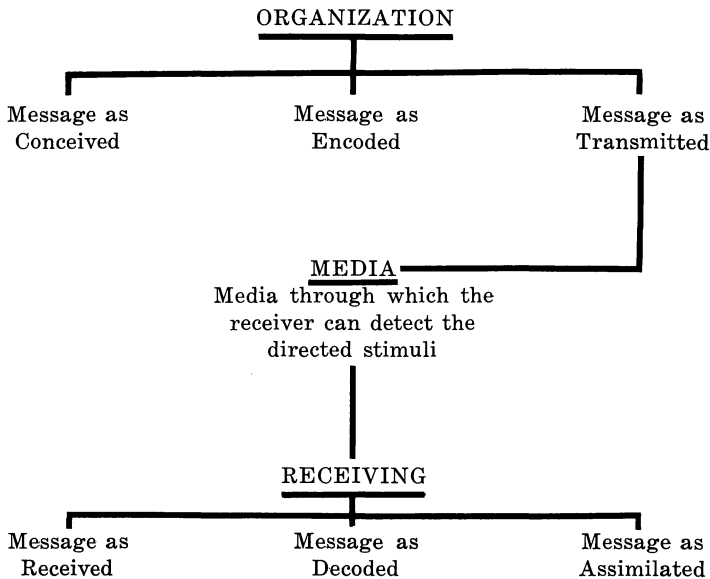 ORGANIZATION
Message as Conceived
Message as Encoded
Message as Transmitted
MEDIA
Media through which the
receiver can detect the
directed stimuli
RECEIVING
Message as Received
Message as Decoded
Message as Assimilated